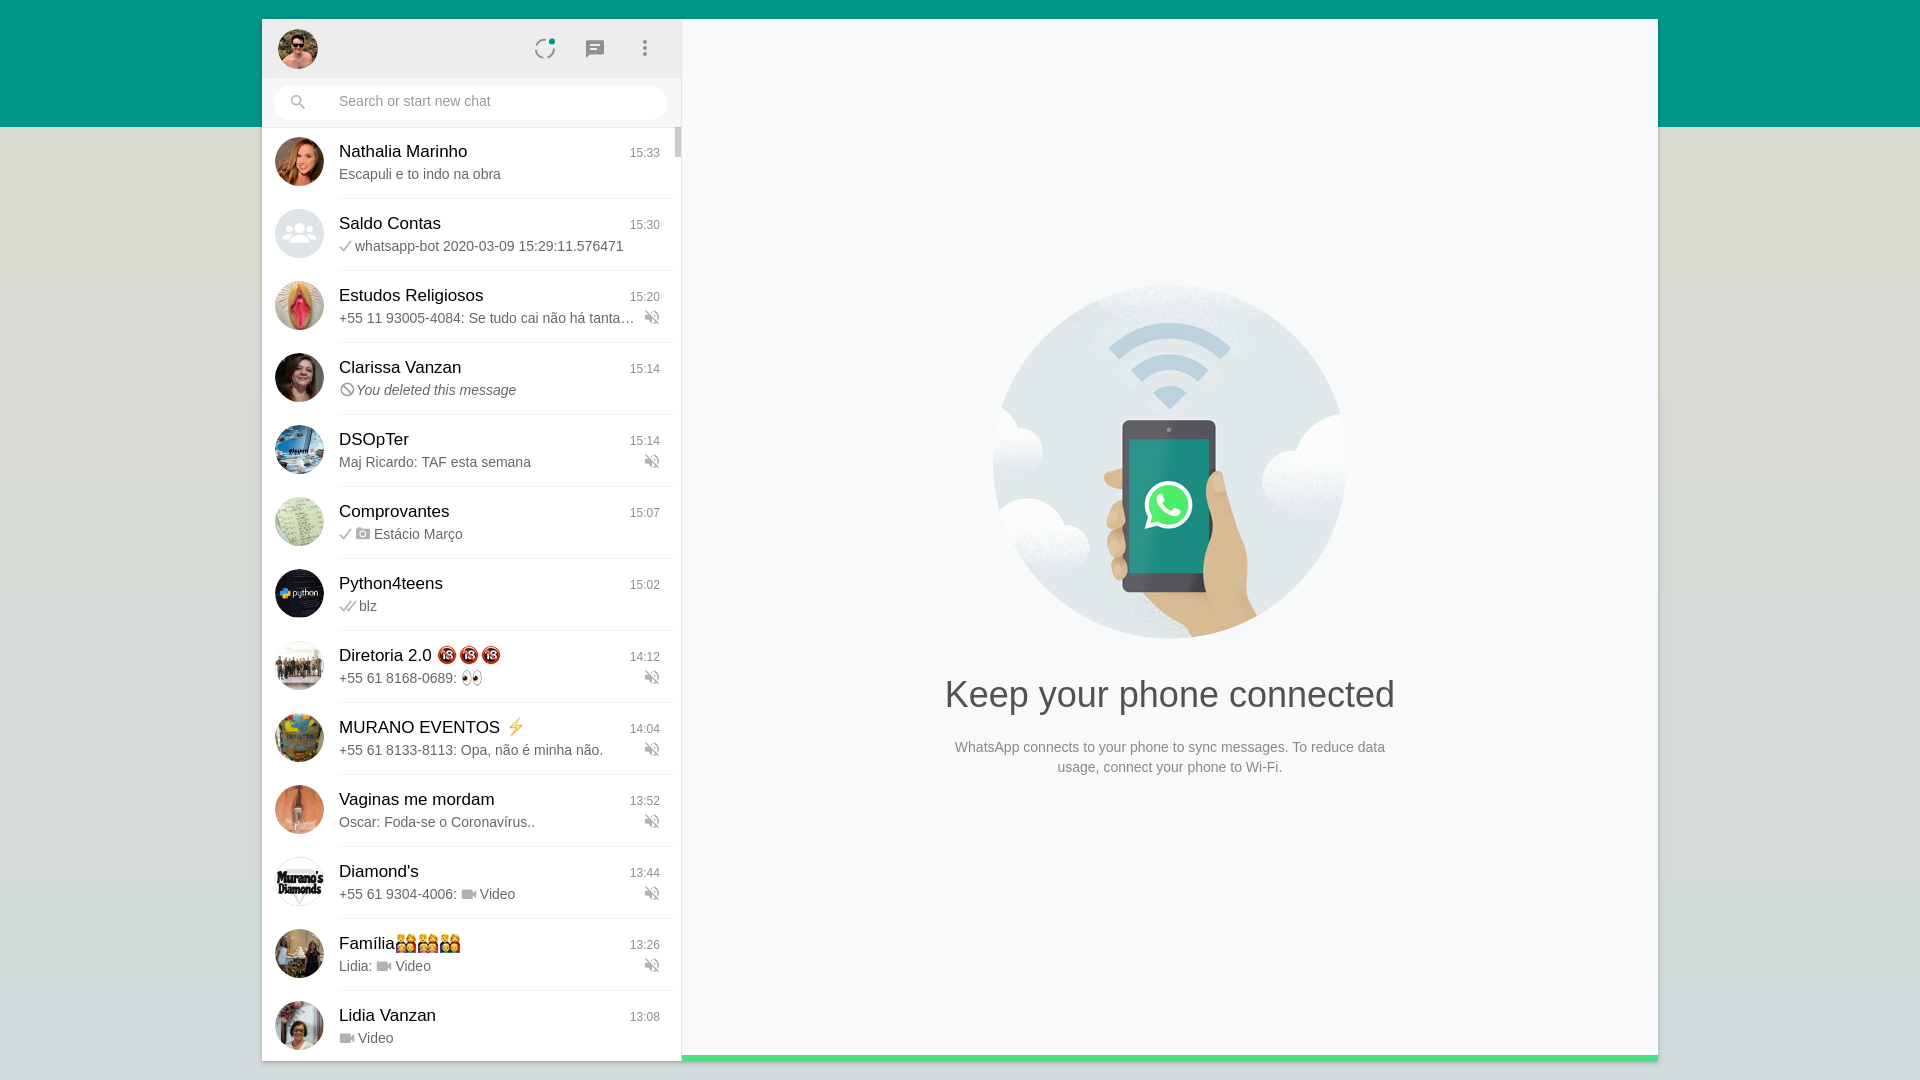 Search or start new chat
Nathalia Marinho 15:33
Escapuli e to indo na obra
Saldo Contas 15:30
whatsapp-bot 2020-03-09 15:29:11.576471
Estudos Religiosos 15:20
+55 11 93005-4084: Se tudo cai não há tanta…
Clarissa Vanzan 15:14
You deleted this message
DSOpTer 15:14
Maj Ricardo: TAF esta semana
Comprovantes 15:07
Estácio Março
Python4teens 15:02
python
blz
Diretoria 2.0 🔞🔞🔞 14:12
+55 61 8168-0689: 👀
MURANO EVENTOS ⚡ 14:04
+55 61 8133-8113: Opa, não é minha não.
Vaginas me mordam 13:52
Oscar: Foda-se o Coronavírus..
Diamond's 13:44
Murano's
Diamonds
+55 61 9304-4006: Video
Família 13:26
Lidia: Video
Lidia Vanzan 13:08
Video
Keep your phone connected
WhatsApp connects to your phone to sync messages. To reduce data
usage, connect your phone to Wi-Fi.